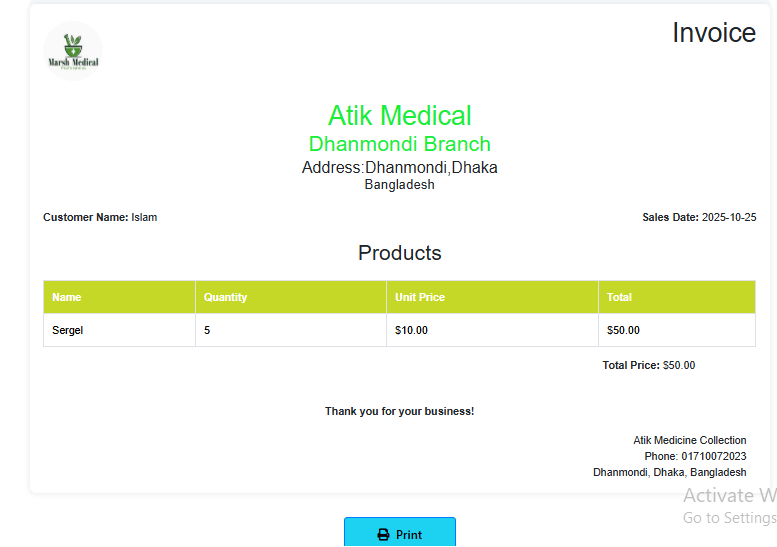 Invoice
Marsh Medical
Atik Medical
Dhanmondi Branch
Address:Dhanmondi,Dhaka
Bangladesh
Customer Name: Islam Sales Date: 2025-10-25
Products
Name Quantity Unit Price Total
Sergel 5 $10.00 $50.00
Total Price: $50.00
Thank you for your business!
Atik Medicine Collection
Phone: 01710072023
Dhanmondi, Dhaka, Bangladesh
Activate W
Go to Settings
Print